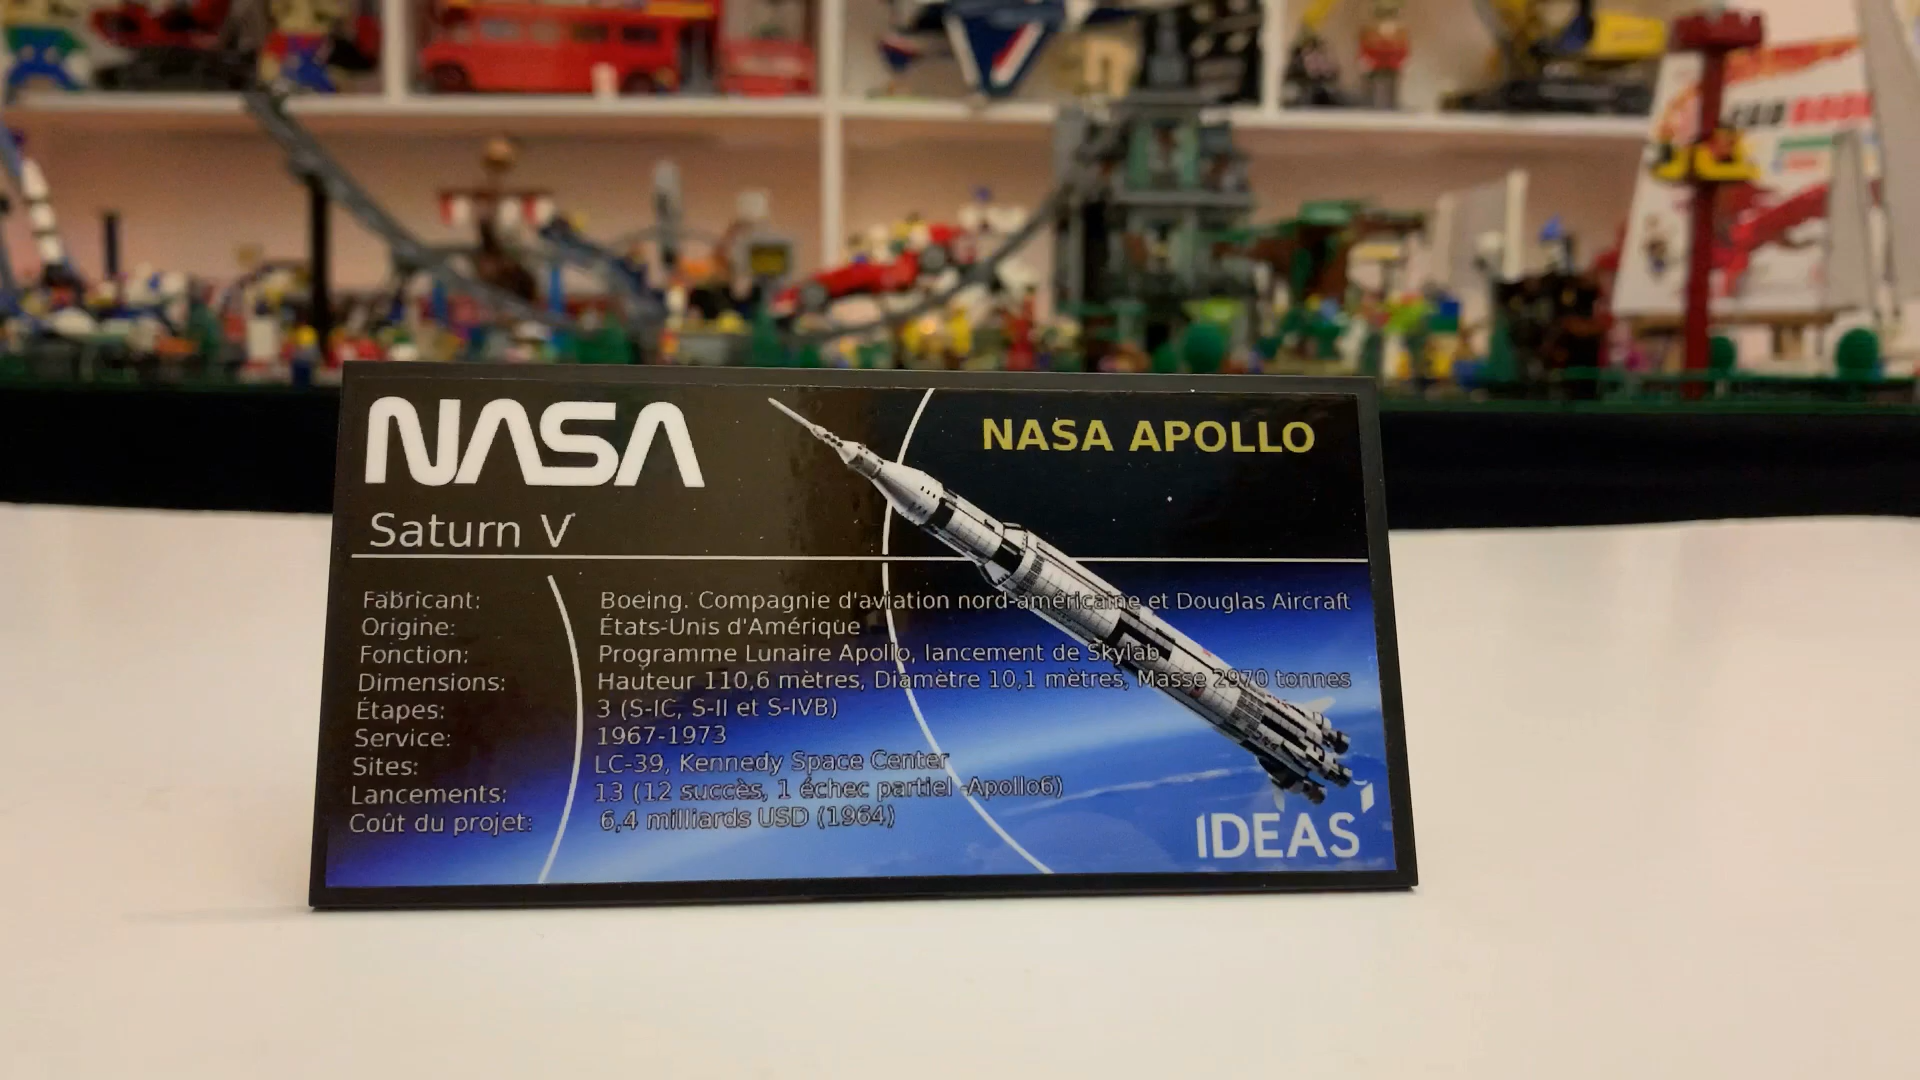 NASA
NASA APOLLO
Saturn V
Fabricant: Boeing. Compagnie d'aviation nord-américaine et Douglas Aircraft
Origine: États-Unis d'Amérique
Fonction: Programme Lunaire Apollo, lancement de Skylab
Dimensions: Hauteur 110,6 mètres, Diamètre 10,1 mètres, Masse 2970 tonnes
Étapes: 3 (S-IC, S-II et S-IVB)
Service: 1967-1973
Sites: LC-39, Kennedy Space Center
Lancements: 13 (12 succès, 1 échec partiel -Apollo6)
Coût du projet: 6,4 milliards USD (1964)
IDEAS